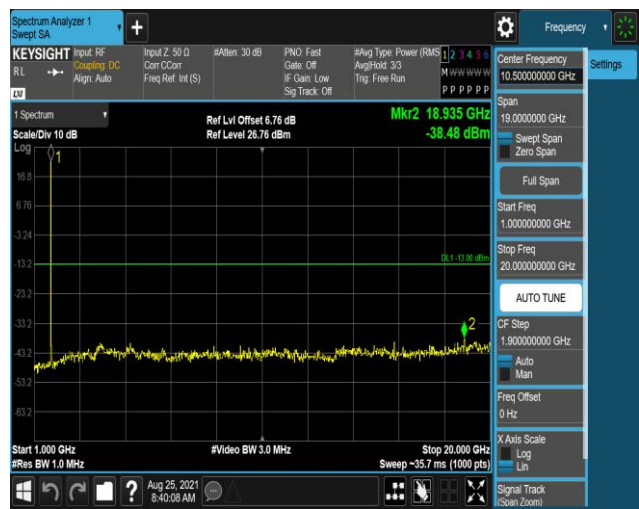 Spectrum Analyzer 1
Swept SA
Frequency
KEYSIGHT
RL
LXI
Input: RF
Coupling: DC
Align: Auto
Input Z: 50 Ω
Corr CCorr
Freq Ref: Int (S)
#Atten: 30 dB
PNO: Fast
Gate: Off
IF Gain: Low
Sig Track: Off
#Avg Type: Power (RMS
Avg|Hold: 3/3
Trig: Free Run
1 2 3 4 5 6
M W W W W W
P P P P P P
1 Spectrum
Scale/Div 10 dB
Ref Lvl Offset 6.76 dB
Ref Level 26.76 dBm
Mkr2 18.935 GHz
-38.48 dBm
Log
1
16.8
6.76
-3.24
-13.2
DL1 -13.00 dBm
-23.2
-33.2
2
-43.2
-53.2
-63.2
Start 1.000 GHz
#Res BW 1.0 MHz
#Video BW 3.0 MHz
Stop 20.000 GHz
Sweep ~35.7 ms (1000 pts)
Aug 25, 2021
8:40:08 AM
Center Frequency
10.500000000 GHz
Settings
Span
19.0000000 GHz
Swept Span
Zero Span
Full Span
Start Freq
1.000000000 GHz
Stop Freq
20.000000000 GHz
AUTO TUNE
CF Step
1.900000000 GHz
Auto
Man
Freq Offset
0 Hz
X Axis Scale
Log
Lin
Signal Track
(Span Zoom)